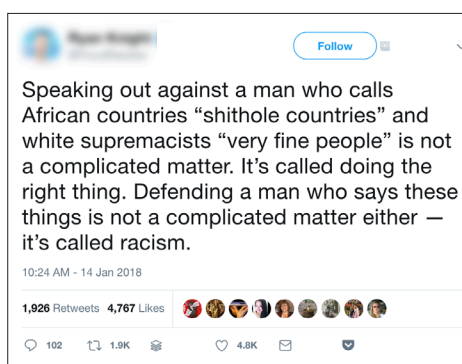 Follow
Speaking out against a man who calls
African countries “shithole countries” and
white supremacists “very fine people” is not
a complicated matter. It’s called doing the
right thing. Defending a man who says these
things is not a complicated matter either —
it’s called racism.
10:24 AM - 14 Jan 2018
1,926 Retweets 4,767 Likes
102 1.9K 4.8K